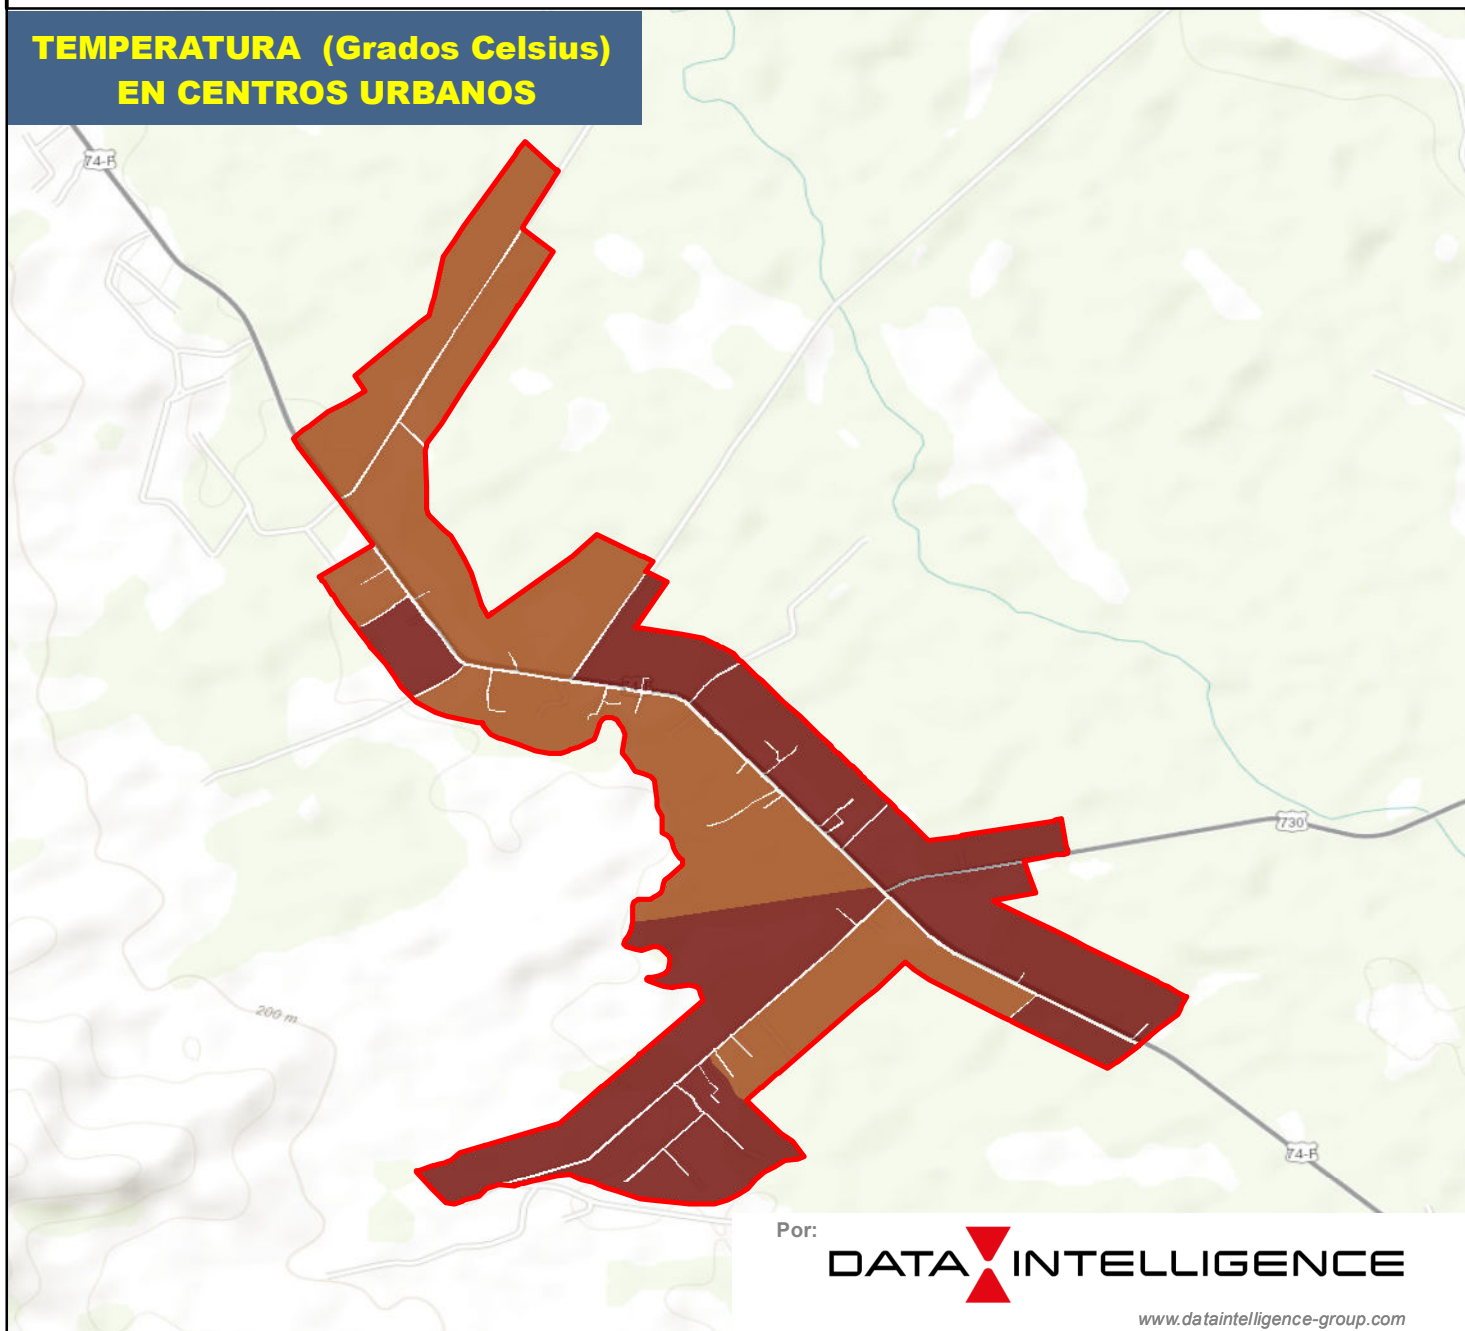 TEMPERATURA (Grados Celsius)
EN CENTROS URBANOS
74-F
730
200 m
74-F
Por:
DATA INTELLIGENCE
www.dataintelligence-group.com